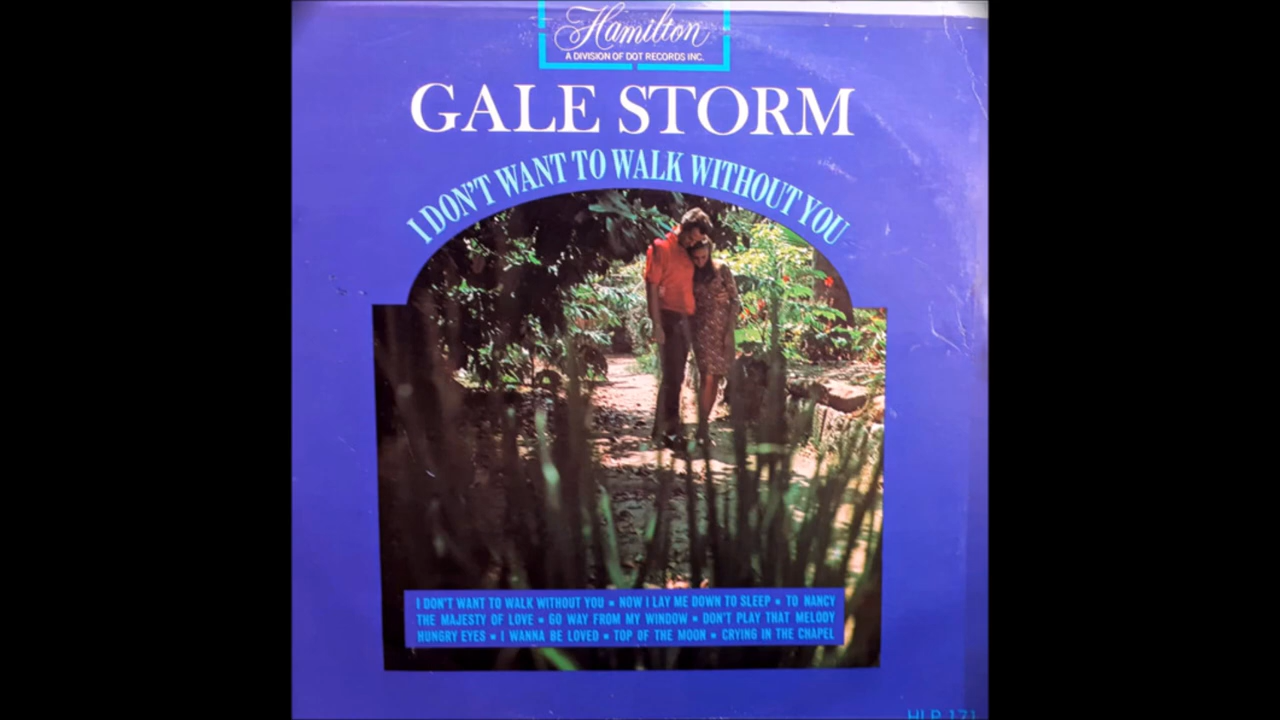 Hamilton
A DIVISION OF DOT RECORDS INC.
GALE STORM
I DON'T WANT TO WALK WITHOUT YOU
I DON'T WANT TO WALK WITHOUT YOU ▪ NOW I LAY ME DOWN TO SLEEP ▪ TO NANCY
THE MAJESTY OF LOVE ▪ GO WAY FROM MY WINDOW ▪ DON'T PLAY THAT MELODY
HUNGRY EYES ▪ I WANNA BE LOVED ▪ TOP OF THE MOON ▪ CRYING IN THE CHAPEL
HLP 171